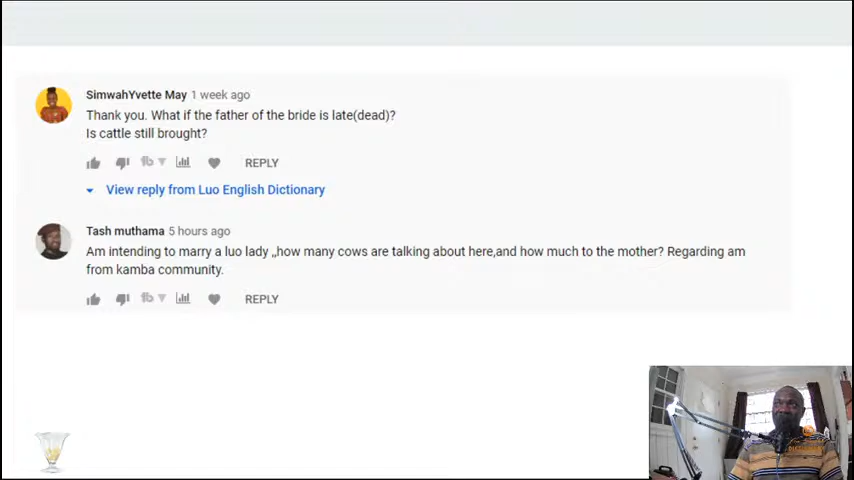 SimwahYvette May 1 week ago
Thank you. What if the father of the bride is late(dead)?
Is cattle still brought?
REPLY
View reply from Luo English Dictionary
Tash muthama 5 hours ago
Am intending to marry a luo lady ,,how many cows are talking about here,and how much to the mother? Regarding am
from kamba community.
REPLY